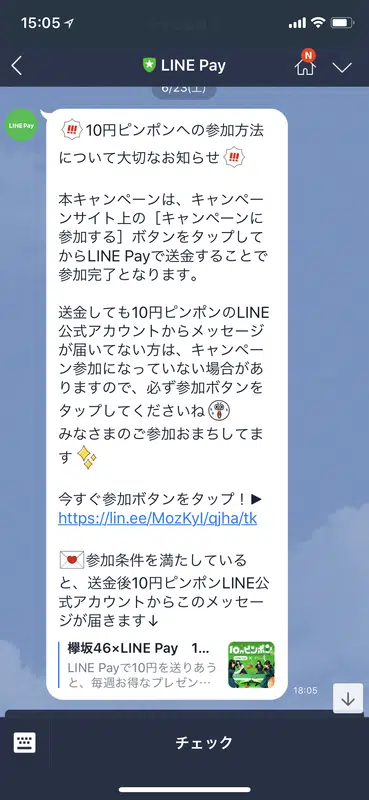 15:05
LINE Pay
N
6/23(土)
LINE Pay
10円ピンポンへの参加方法
について大切なお知らせ
本キャンペーンは、キャンペー
ンサイト上の［キャンペーンに
参加する］ボタンをタップして
からLINE Payで送金することで
参加完了となります。
送金しても10円ピンポンのLINE
公式アカウントからメッセージ
が届いてない方は、キャンペー
ン参加になっていない場合があ
りますので、必ず参加ボタンを
タップしてくださいね
みなさまのご参加おまちしてま
す
今すぐ参加ボタンをタップ！▶
https://lin.ee/MozKyI/qjha/tk
参加条件を満たしている
と、送金後10円ピンポンLINE公
式アカウントからこのメッセー
ジが届きます↓
欅坂46×LINE Pay 1...
LINE Payで10円を送りあう
と、毎週お得なプレゼン…
10円ピンポン
18:05
チェック